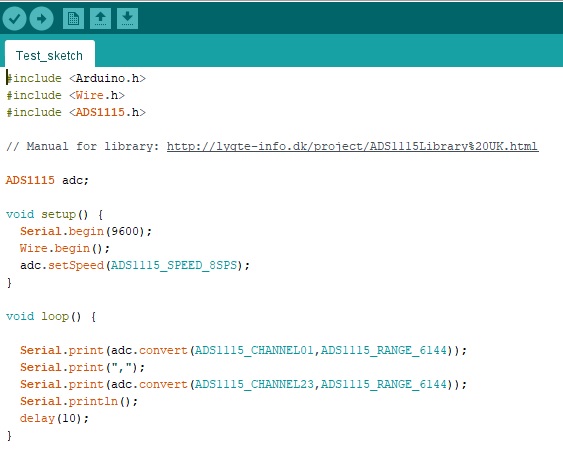 Test_sketch
#include <Arduino.h>
#include <Wire.h>
#include <ADS1115.h>
// Manual for library: http://lygte-info.dk/project/ADS1115Library%20UK.html
ADS1115 adc;
void setup() {
  Serial.begin(9600);
  Wire.begin();
  adc.setSpeed(ADS1115_SPEED_8SPS);
}
void loop() {
  Serial.print(adc.convert(ADS1115_CHANNEL01,ADS1115_RANGE_6144));
  Serial.print(",");
  Serial.print(adc.convert(ADS1115_CHANNEL23,ADS1115_RANGE_6144));
  Serial.println();
  delay(10);
}